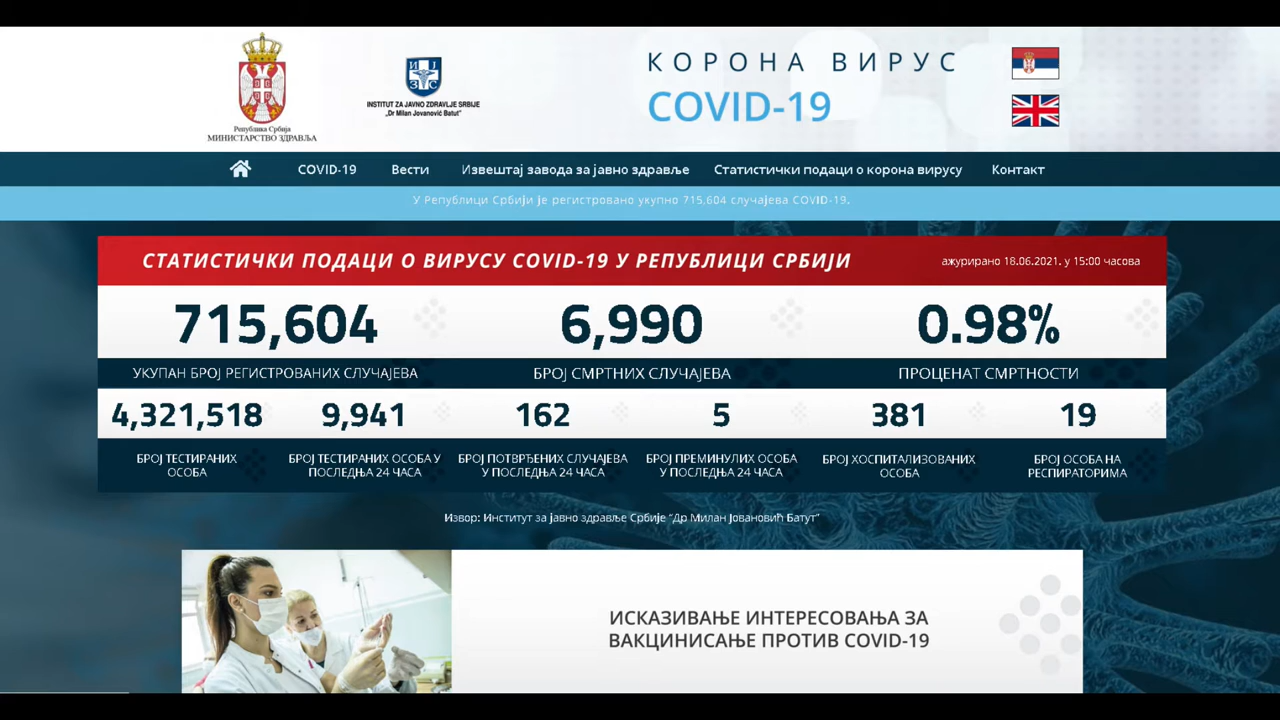 КОРОНА ВИРУС
COVID-19
Република Србија
МИНИСТАРСТВО ЗДРАВЉА
ИЈ
ЗС
INSTITUT ZA JAVNO ZDRAVLJE SRBIJE
„Dr Milan Jovanović Batut"
COVID-19 Вести Извештај завода за јавно здравље Статистички подаци о корона вирусу Контакт
У Републици Србији је регистровано укупно 715,604 случајева COVID-19.
СТАТИСТИЧКИ ПОДАЦИ О ВИРУСУ COVID-19 У РЕПУБЛИЦИ СРБИЈИ
ажурирано 18.06.2021. у 15:00 часова
715,604
УКУПАН БРОЈ РЕГИСТРОВАНИХ СЛУЧАЈЕВА
6,990
БРОЈ СМРТНИХ СЛУЧАЈЕВА
0.98%
ПРОЦЕНАТ СМРТНОСТИ
4,321,518
БРОЈ ТЕСТИРАНИХ
ОСОБА
9,941
БРОЈ ТЕСТИРАНИХ ОСОБА У
ПОСЛЕДЊА 24 ЧАСА
162
БРОЈ ПОТВРЂЕНИХ СЛУЧАЈЕВА
У ПОСЛЕДЊА 24 ЧАСА
5
БРОЈ ПРЕМИНУЛИХ ОСОБА
У ПОСЛЕДЊА 24 ЧАСА
381
БРОЈ ХОСПИТАЛИЗОВАНИХ
ОСОБА
19
БРОЈ ОСОБА НА
РЕСПИРАТОРИМА
Извор: Институт за јавно здравље Србије “Др Милан Јовановић Батут”
ИСКАЗИВАЊЕ ИНТЕРЕСОВАЊА ЗА
ВАКЦИНИСАЊЕ ПРОТИВ COVID-19